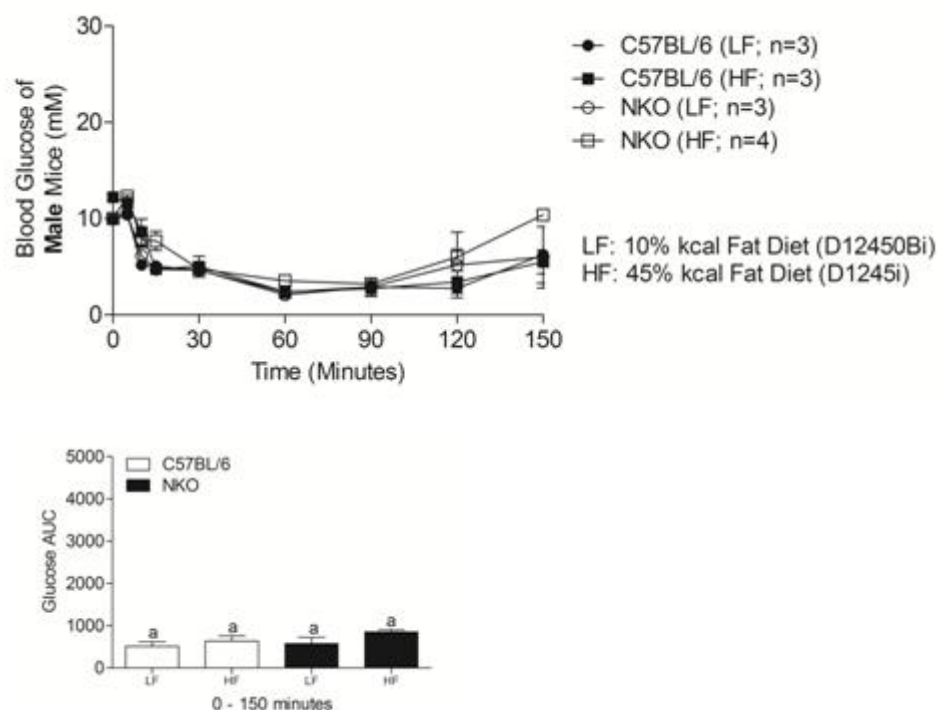 30
20
10
0
Blood Glucose of
Male Mice (mM)
0 10 30 60 90 120 150
Time (Minutes)
C57BL/6 (LF; n=3)
C57BL/6 (HF; n=3)
NKO (LF; n=3)
NKO (HF; n=4)
LF: 10% kcal Fat Diet (D12450Bi)
HF: 45% kcal Fat Diet (D1245i)
5000
4000
3000
2000
1000
0
Glucose AUC
C57BL/6
NKO
a a a a
LF HF LF HF
0 - 150 minutes